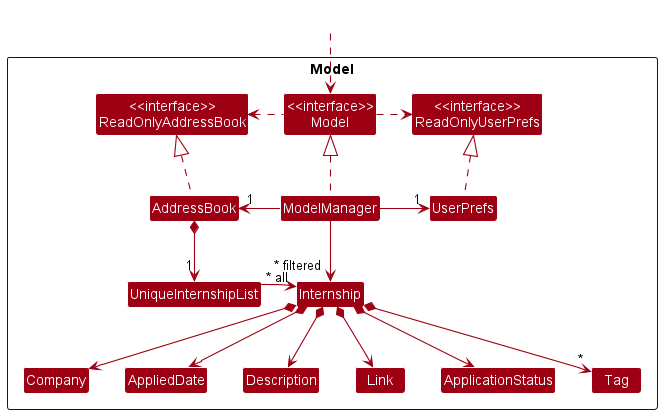 Model
<<interface>>
ReadOnlyAddressBook
<<interface>>
Model
<<interface>>
ReadOnlyUserPrefs
AddressBook
1
ModelManager
1
UserPrefs
1
* filtered
* all
UniqueInternshipList
Internship
*
Company
AppliedDate
Description
Link
ApplicationStatus
Tag